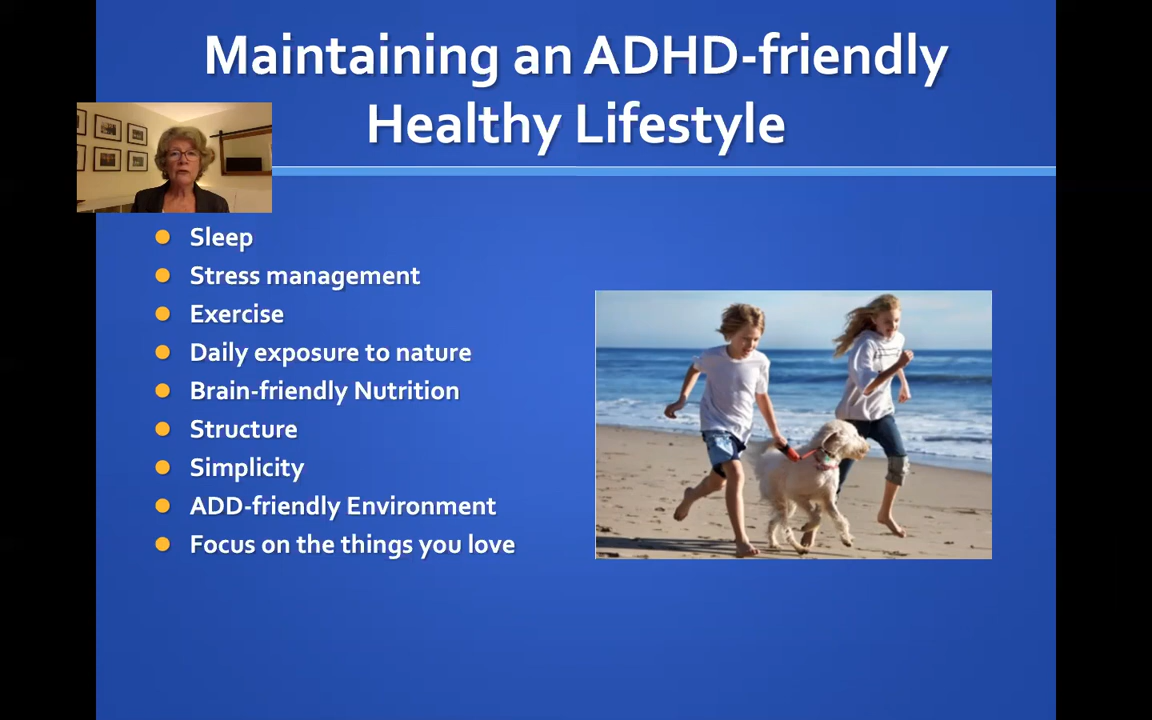 Maintaining an ADHD-friendly
Healthy Lifestyle
Sleep
Stress management
Exercise
Daily exposure to nature
Brain-friendly Nutrition
Structure
Simplicity
ADD-friendly Environment
Focus on the things you love